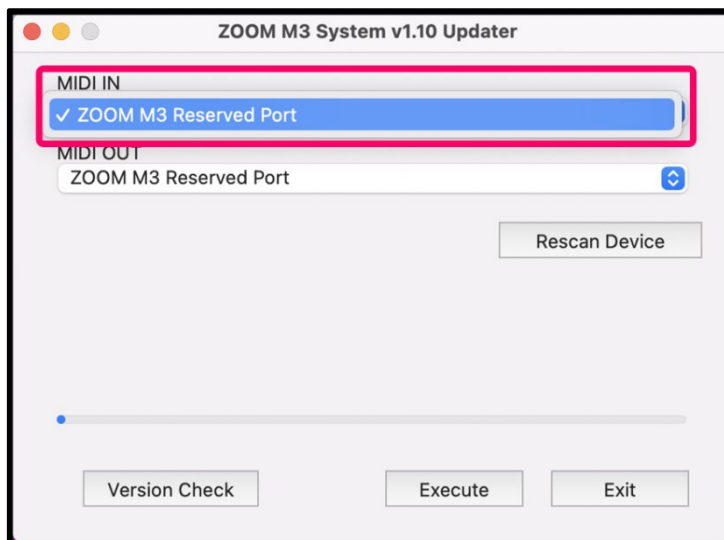 ZOOM M3 System v1.10 Updater
MIDI IN
✓ ZOOM M3 Reserved Port
MIDI OUT
ZOOM M3 Reserved Port
Rescan Device
Version Check
Execute
Exit